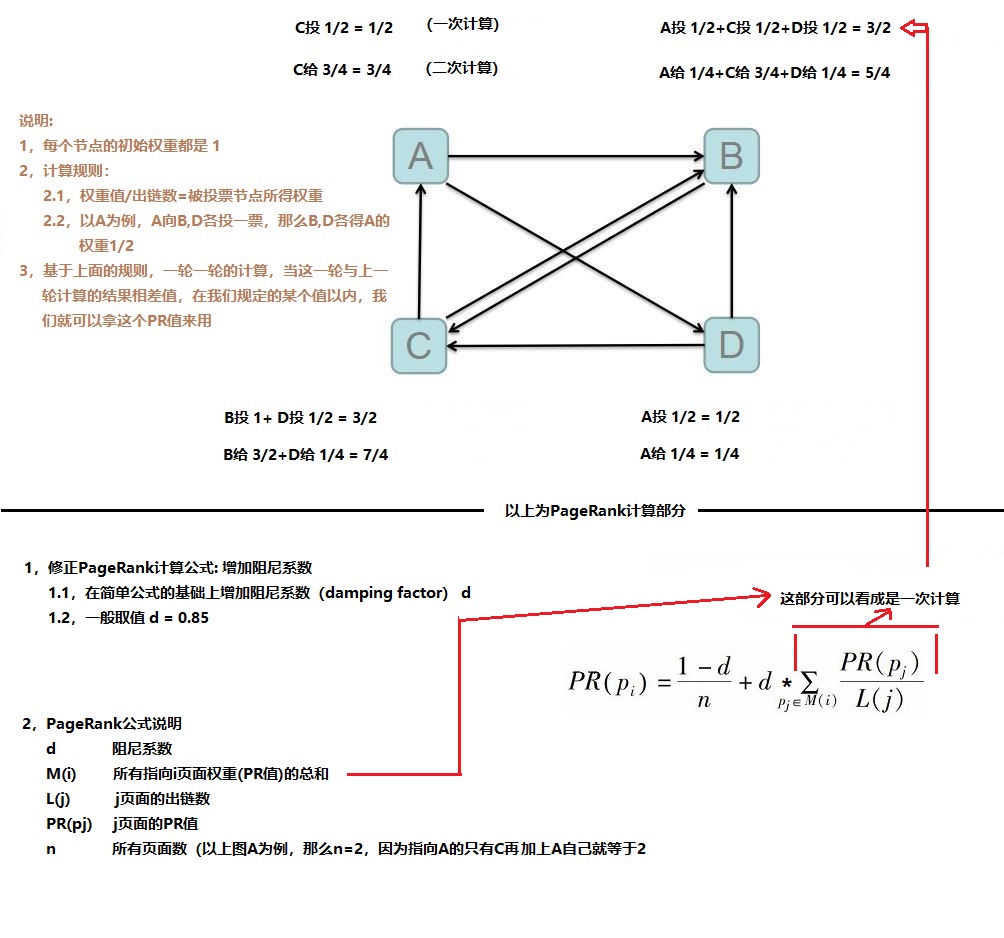 C投 1/2 = 1/2 (一次计算) A投 1/2+C投 1/2+D投 1/2 = 3/2
C给 3/4 = 3/4 (二次计算) A给 1/4+C给 3/4+D给 1/4 = 5/4
说明:
1，每个节点的初始权重都是 1
2，计算规则：
2.1，权重值/出链数=被投票节点所得权重
2.2，以A为例，A向B,D各投一票，那么B,D各得A的
权重1/2
3，基于上面的规则，一轮一轮的计算，当这一轮与上一
轮计算的结果相差值，在我们规定的某个值以内，我
们就可以拿这个PR值来用
A B
C D
B投 1+ D投 1/2 = 3/2 A投 1/2 = 1/2
B给 3/2+D给 1/4 = 7/4 A给 1/4 = 1/4
以上为PageRank计算部分
1，修正PageRank计算公式: 增加阻尼系数
1.1，在简单公式的基础上增加阻尼系数（damping factor） d
1.2，一般取值 d = 0.85
这部分可以看成是一次计算
PR(p_i) = (1 - d)/n + d * ∑_{p_j∈M(i)} PR(p_j)/L(j)
2，PageRank公式说明
d 阻尼系数
M(i) 所有指向i页面权重(PR值)的总和
L(j) j页面的出链数
PR(pj) j页面的PR值
n 所有页面数（以上图A为例，那么n=2，因为指向A的只有C再加上A自己就等于2